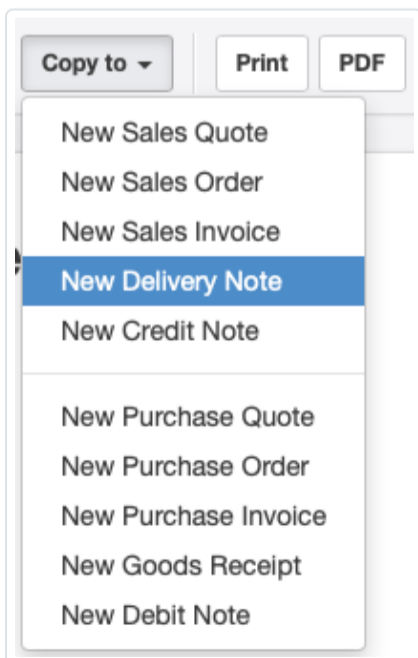 Copy to Print PDF
New Sales Quote
New Sales Order
New Sales Invoice
New Delivery Note
New Credit Note
New Purchase Quote
New Purchase Order
New Purchase Invoice
New Goods Receipt
New Debit Note